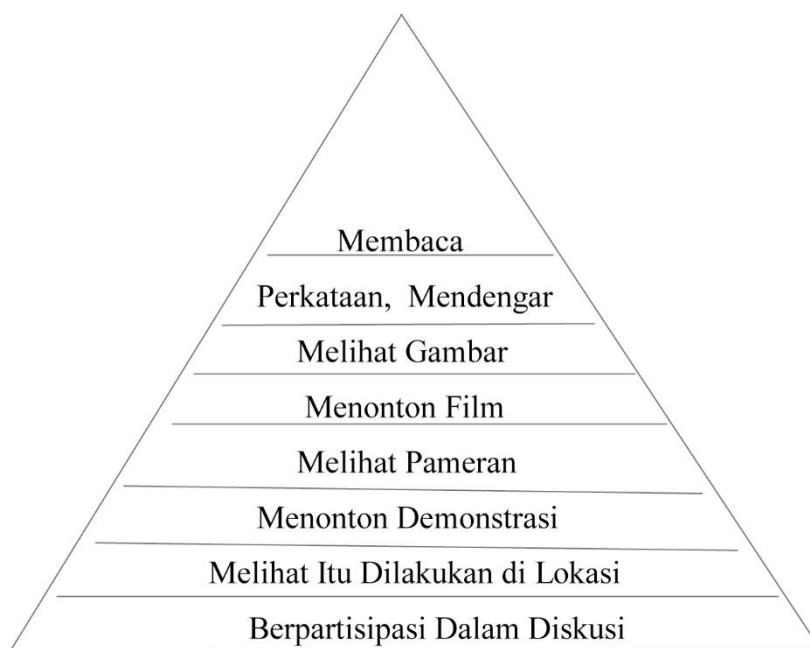 Membaca
Perkataan, Mendengar
Melihat Gambar
Menonton Film
Melihat Pameran
Menonton Demonstrasi
Melihat Itu Dilakukan di Lokasi
Berpartisipasi Dalam Diskusi